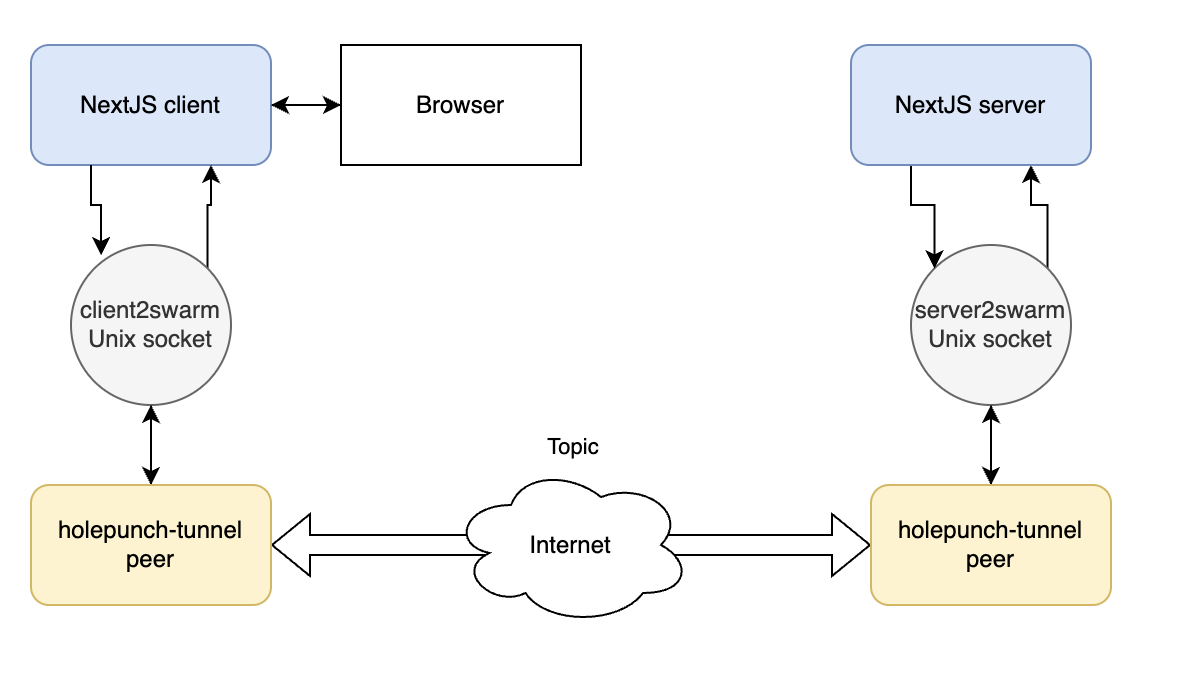 NextJS client
Browser
NextJS server
client2swarm
Unix socket
server2swarm
Unix socket
Topic
holepunch-tunnel
peer
Internet
holepunch-tunnel
peer